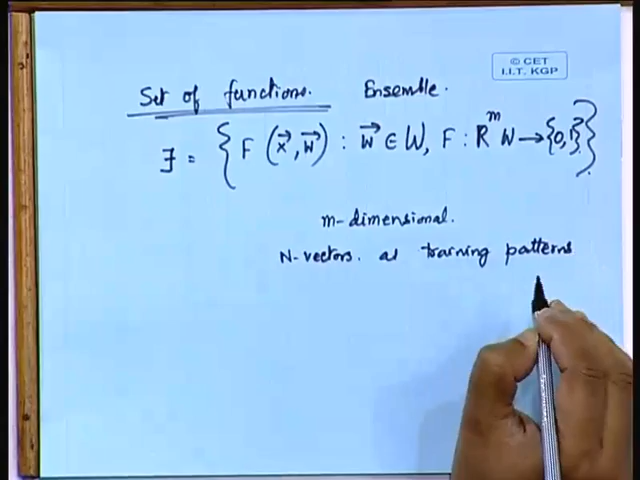 © CET
I.I.T. KGP
Set of functions. Ensemble.
Ƒ = { F (x⃗, w⃗) : w⃗ ∈ W, F : R^m W → {0,1} }.
m-dimensional.
N-vectors. as training patterns